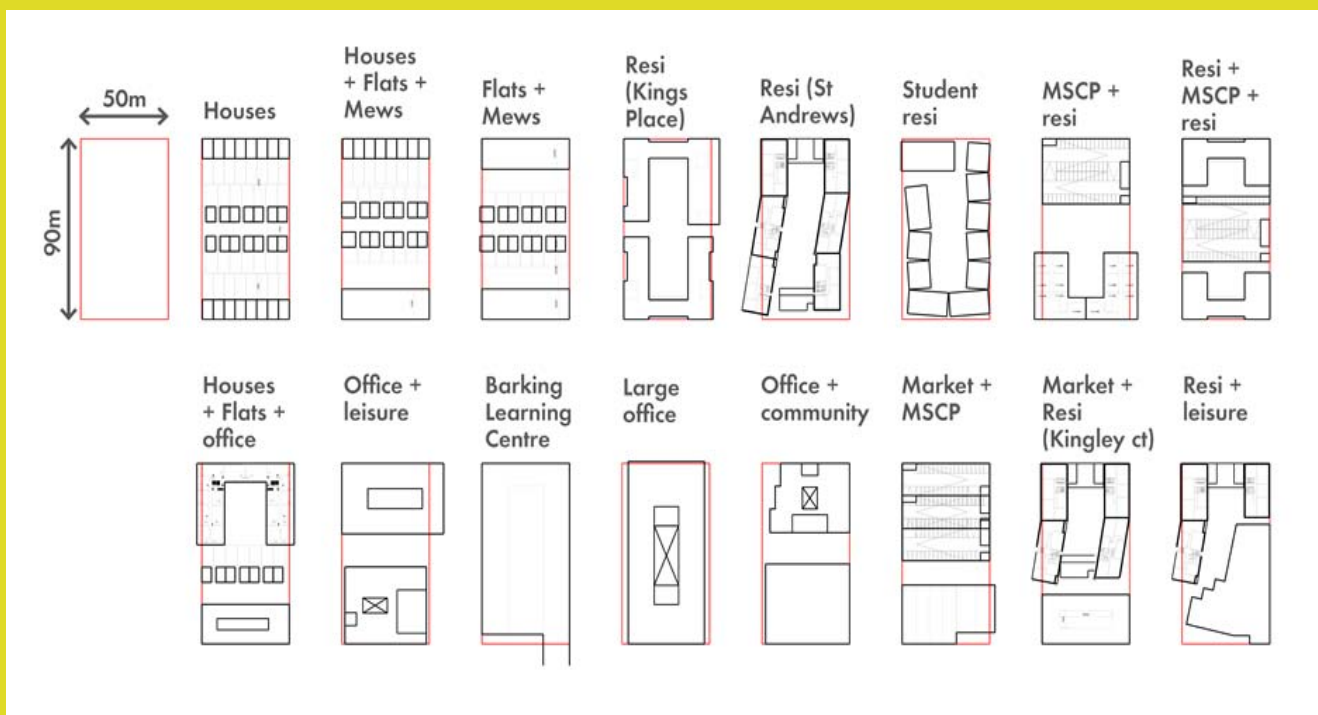 50m
90m
Houses
Houses
+ Flats +
Mews
Flats +
Mews
Resi
(Kings
Place)
Resi (St
Andrews)
Student
resi
MSCP +
resi
Resi +
MSCP +
resi
Houses
+ Flats +
office
Office +
leisure
Barking
Learning
Centre
Large
office
Office +
community
Market +
MSCP
Market +
Resi
(Kingley ct)
Resi +
leisure